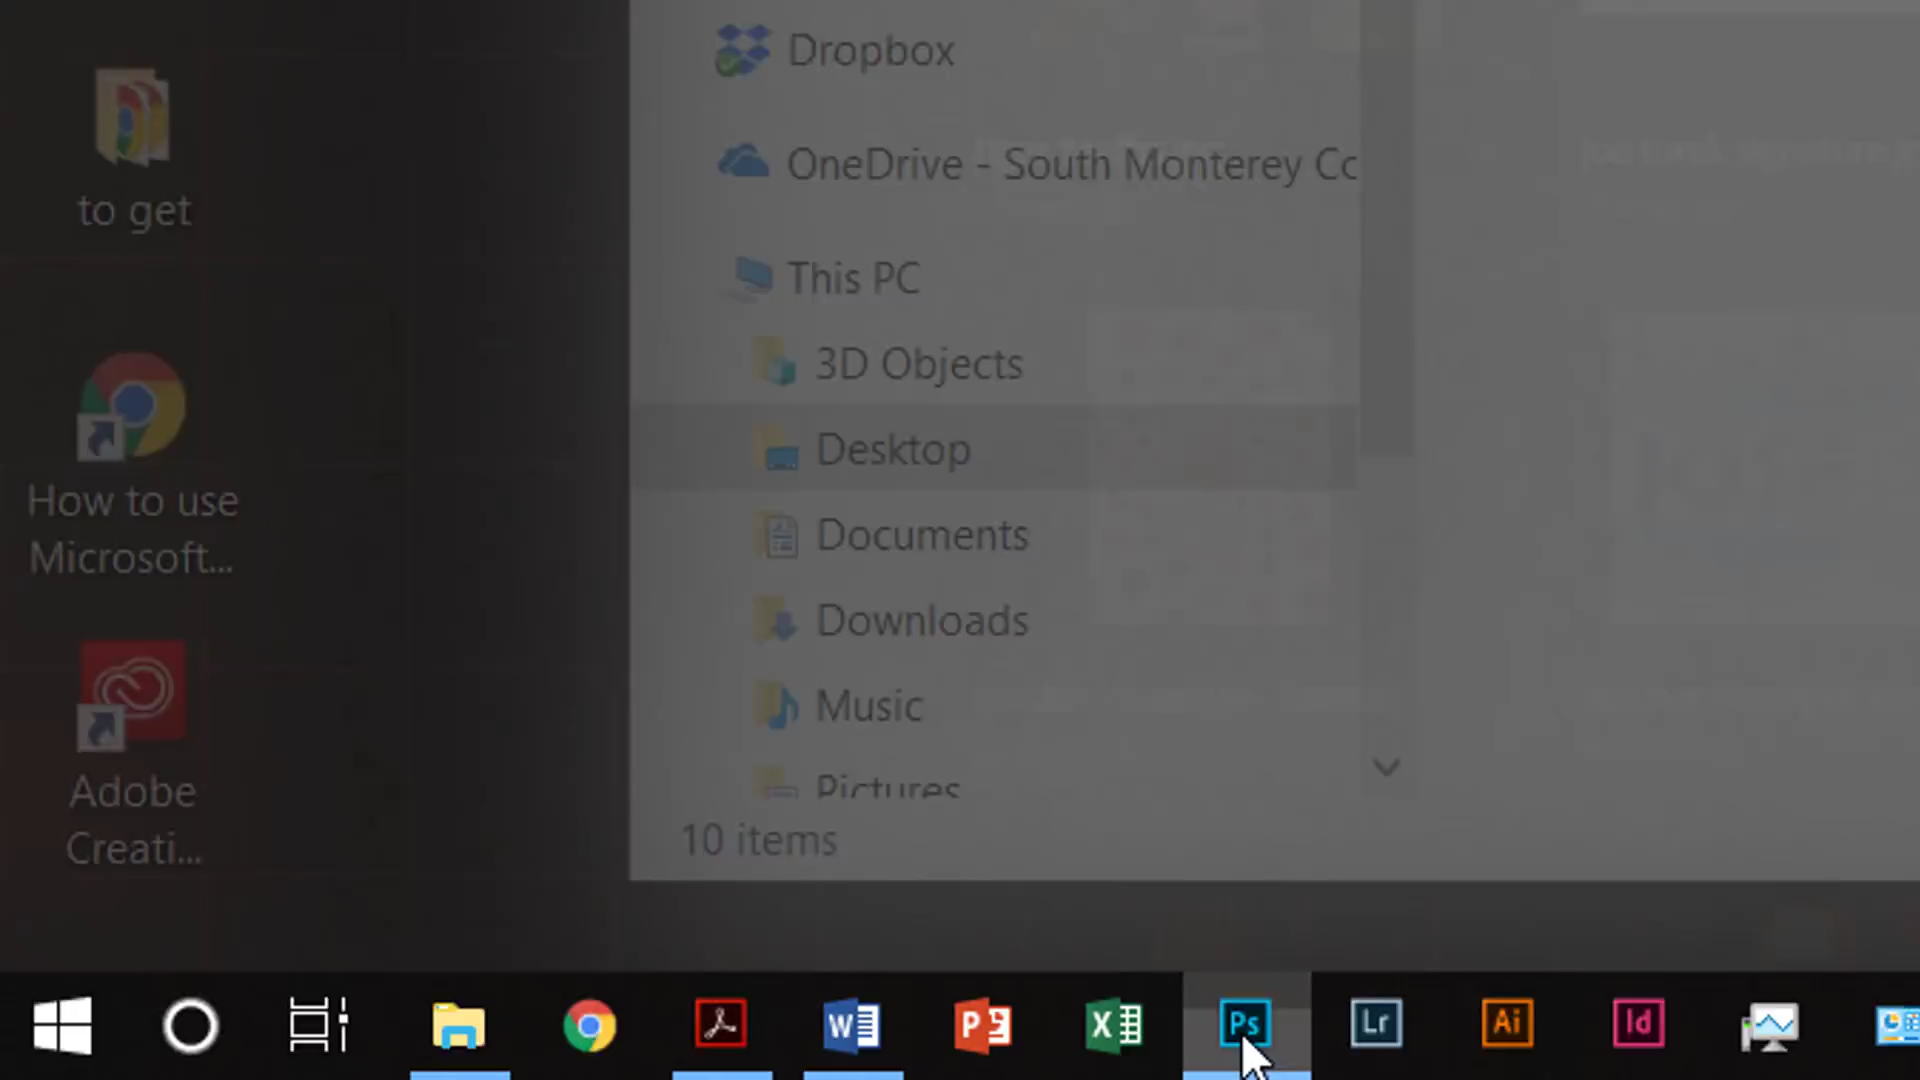 to get
How to use
Microsoft...
Adobe
Creati...
Dropbox
OneDrive - South Monterey Cc
This PC
3D Objects
Desktop
Documents
Downloads
Music
Pictures
10 items
W
P
X
Ps
Lr
Ai
Id